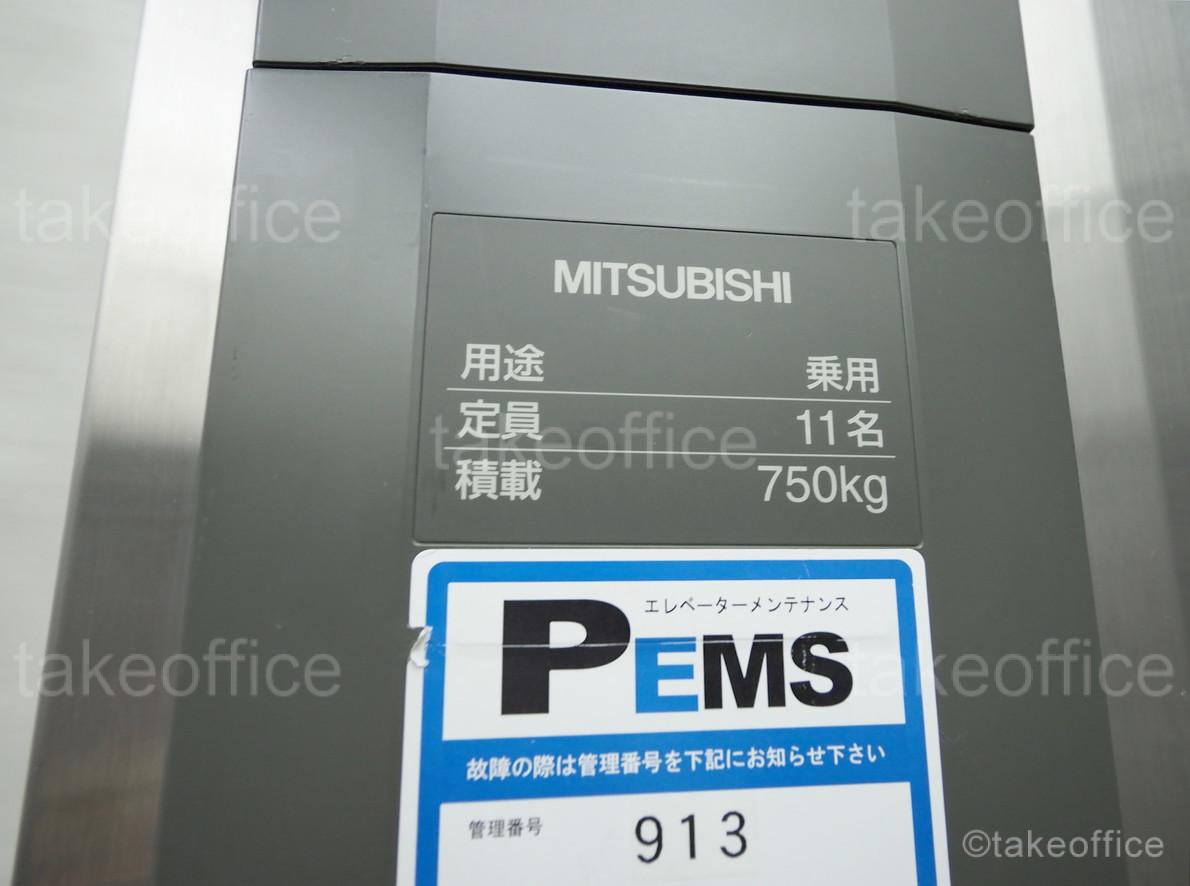 takeoffice takeoffice
MITSUBISHI
用途 乗用
定員 11名
takeoffice
積載 750kg
エレベーターメンテナンス
PEMS
takeoffice takeoffice
故障の際は管理番号を下記にお知らせ下さい
管理番号 913
©takeoffice